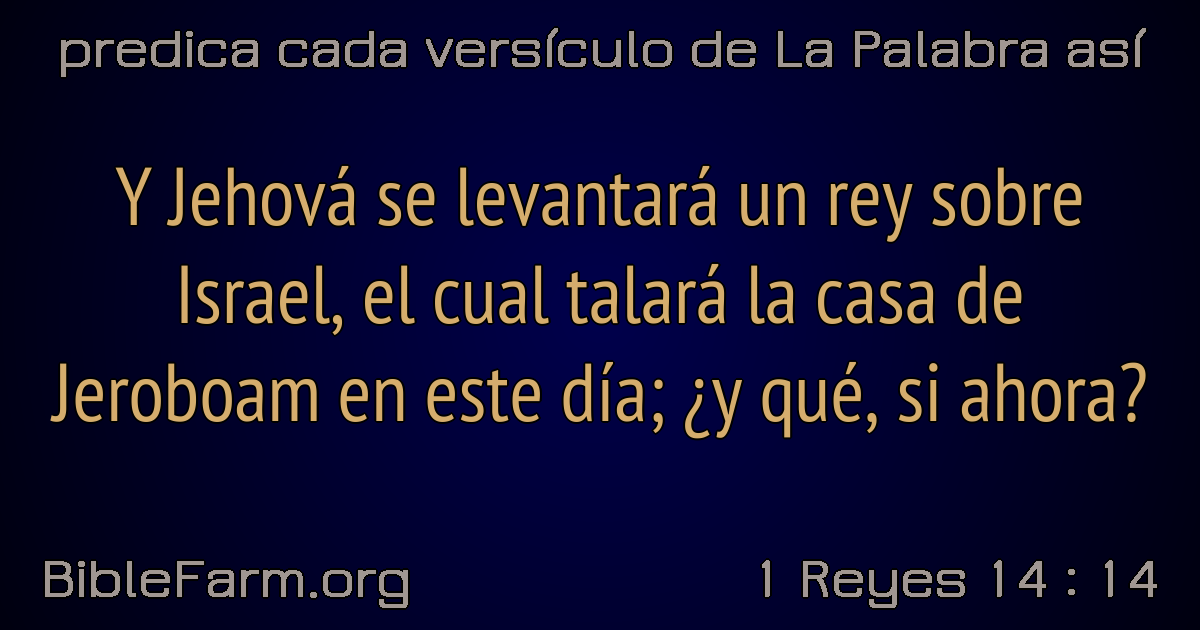 predica cada versículo de La Palabra así
Y Jehová se levantará un rey sobre
Israel, el cual talará la casa de
Jeroboam en este día; ¿y qué, si ahora?
BibleFarm.org
1 Reyes 14 : 14